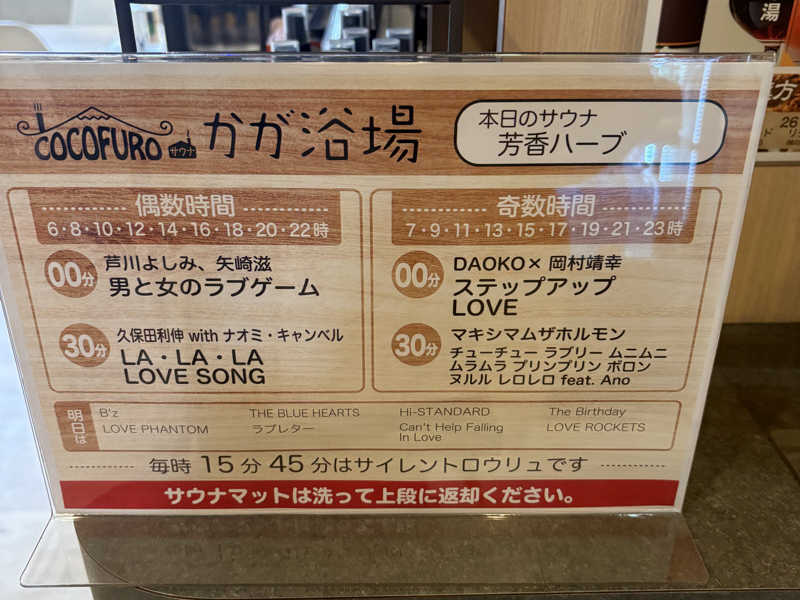 湯
COCOFURO サウナ かが浴場
本日のサウナ
芳香ハーブ
偶数時間
6・8・10・12・14・16・18・20・22時
00分
芦川よしみ、矢崎滋
男と女のラブゲーム
30分
久保田利伸 with ナオミ・キャンベル
LA・LA・LA
LOVE SONG
奇数時間
7・9・11・13・15・17・19・21・23時
00分
DAOKO× 岡村靖幸
ステップアップ
LOVE
30分
マキシマムザホルモン
チューチュー ラブリー ムニムニ
ムラムラ プリンプリン ボロン
ヌルル レロレロ feat. Ano
明日は
B'z
LOVE PHANTOM
THE BLUE HEARTS
ラブレター
Hi-STANDARD
Can't Help Falling
In Love
The Birthday
LOVE ROCKETS
毎時 15分 45分はサイレントロウリュです
サウナマットは洗って上段に返却ください。
方
26